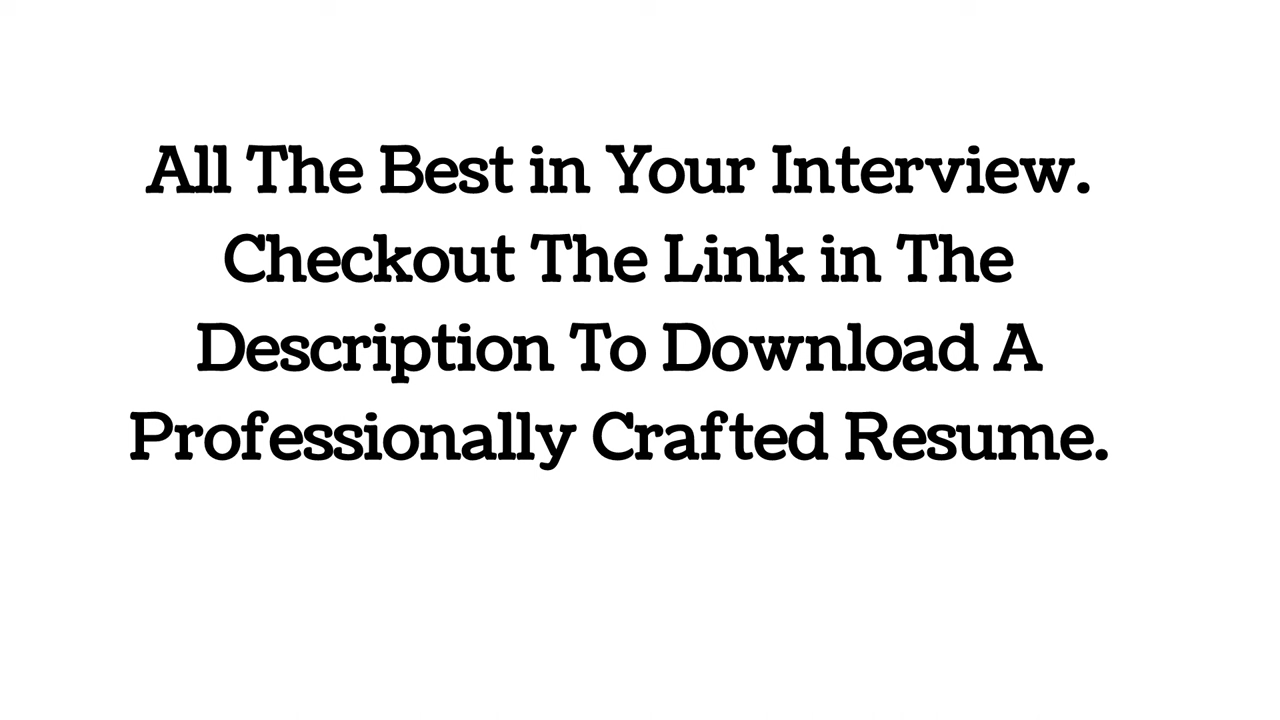 All The Best in Your Interview.
Checkout The Link in The
Description To Download A
Professionally Crafted Resume.